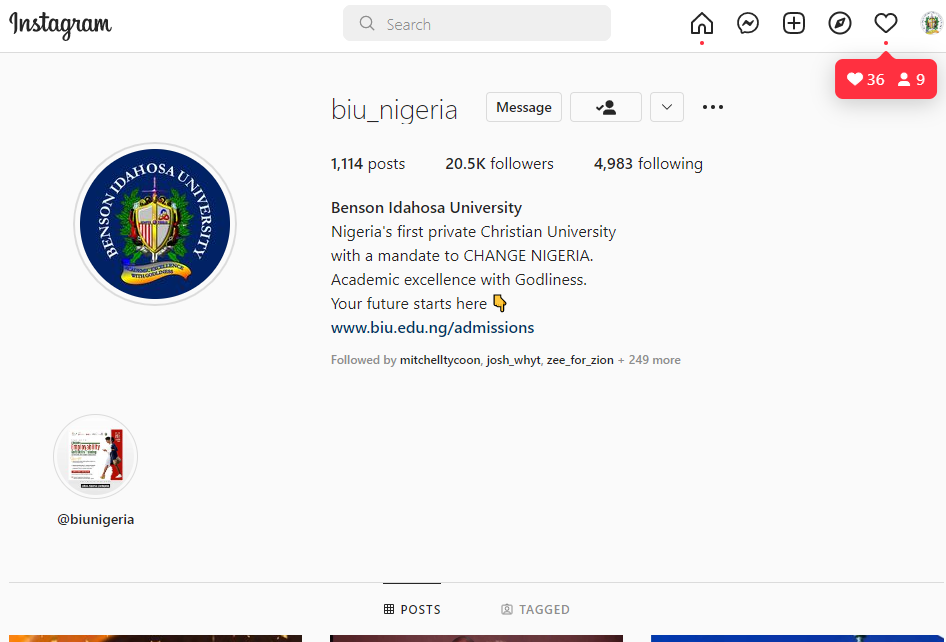 Instagram
Search
36 9
biu_nigeria
Message
1,114 posts 20.5K followers 4,983 following
BENSON IDAHOSA UNIVERSITY
ACADEMIC EXCELLENCE
WITH GODLINESS
Benson Idahosa University
Nigeria's first private Christian University
with a mandate to CHANGE NIGERIA.
Academic excellence with Godliness.
Your future starts here 👇
www.biu.edu.ng/admissions
Followed by mitchelltycoon, josh_whyt, zee_for_zion + 249 more
Employability
@biunigeria
POSTS TAGGED